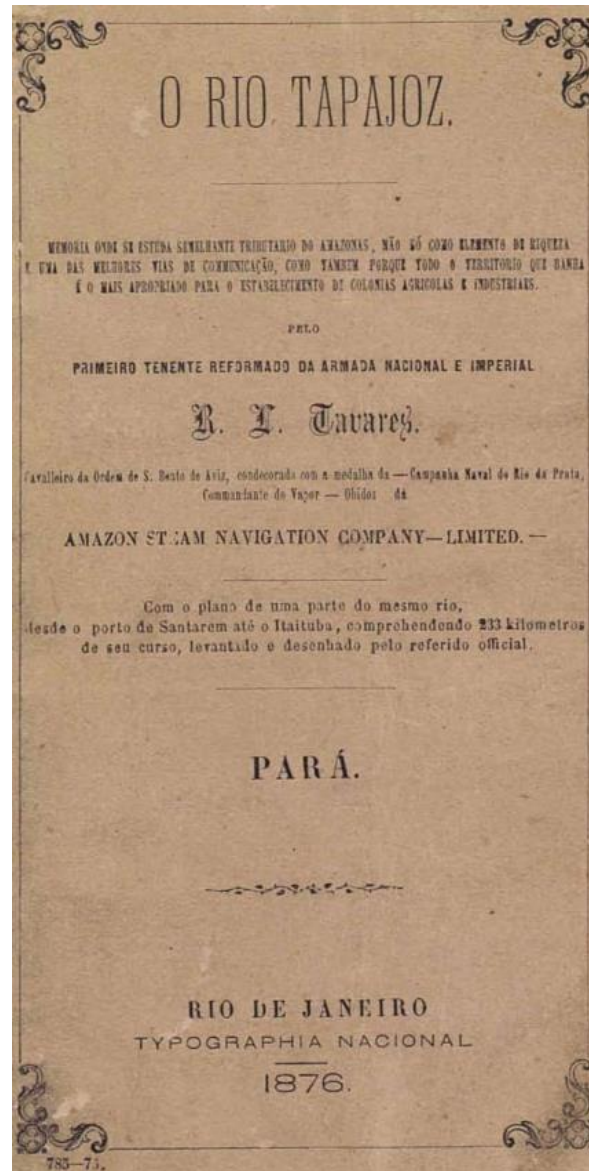 O RIO TAPAJOZ.
MEMORIA ONDE SE ESTUDA SEMELHANTE TRIBUTARIO DO AMAZONAS, NÃO SÓ COMO ELEMENTO DE RIQUEZA
E UMA DAS MELHORES VIAS DE COMMUNICAÇÃO, COMO TAMBEM PORQUE TODO O TERRITORIO QUE BANHA
É O MAIS APROPRIADO PARA O ESTABELECIMENTO DE COLONIAS AGRICOLAS E INDUSTRIAES.
PELO
PRIMEIRO TENENTE REFORMADO DA ARMADA NACIONAL E IMPERIAL
R. L. Tavares.
Cavalleiro da Ordem de S. Bento de Aviz, condecorado com a medalha da — Campanha Naval do Rio da Prata,
Commandante do Vapor — Obidos da
AMAZON STEAM NAVIGATION COMPANY—LIMITED.—
Com o plano de uma parte do mesmo rio,
desde o porto de Santarem até o Itaituba, comprehendendo 233 kilometros
de seu curso, levantado e desenhado pelo referido official.
PARÁ.
RIO DE JANEIRO
TYPOGRAPHIA NACIONAL
1876.